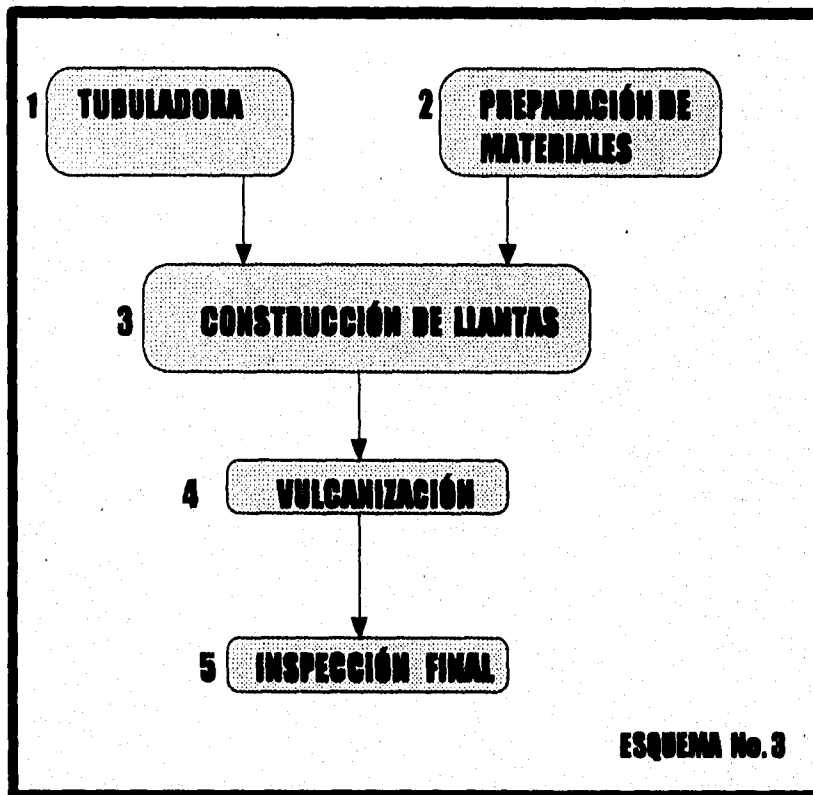 1 TUBULADORA
2 PREPARACIÓN DE
MATERIALES
3 CONSTRUCCIÓN DE LLANTAS
4 VULCANIZACIÓN
5 INSPECCIÓN FINAL
ESQUEMA No. 3